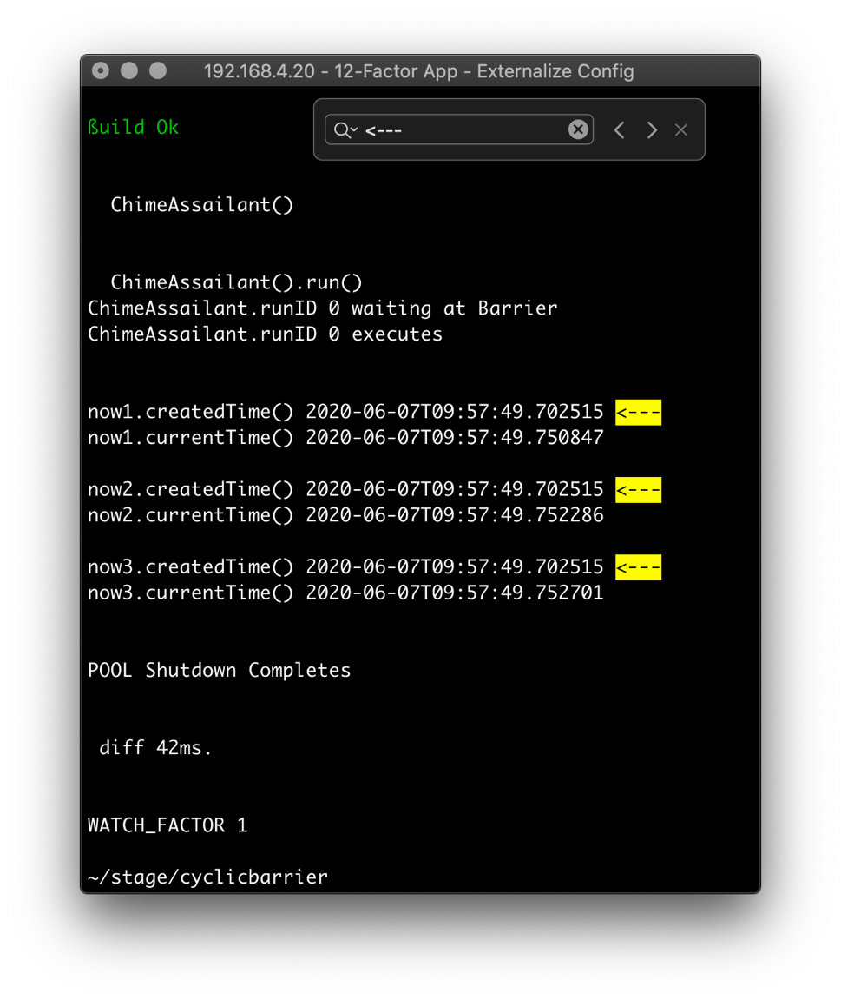 192.168.4.20 - 12-Factor App - Externalize Config
ßuild Ok
<---
ChimeAssailant()
ChimeAssailant().run()
ChimeAssailant.runID 0 waiting at Barrier
ChimeAssailant.runID 0 executes
now1.createdTime() 2020-06-07T09:57:49.702515 <---
now1.currentTime() 2020-06-07T09:57:49.750847
now2.createdTime() 2020-06-07T09:57:49.702515 <---
now2.currentTime() 2020-06-07T09:57:49.752286
now3.createdTime() 2020-06-07T09:57:49.702515 <---
now3.currentTime() 2020-06-07T09:57:49.752701
POOL Shutdown Completes
diff 42ms.
WATCH_FACTOR 1
~/stage/cyclicbarrier